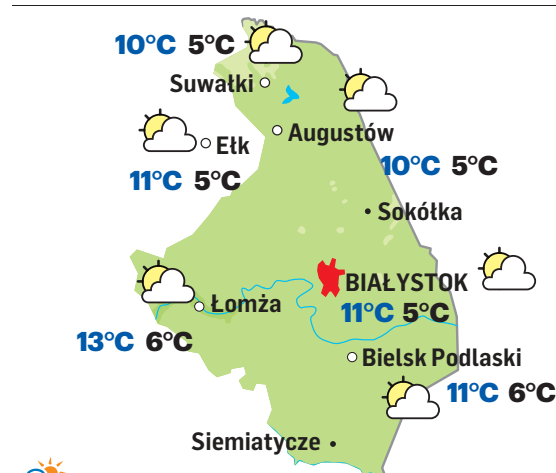 10°C 5°C
Suwałki
Augustów
Ełk
11°C 5°C
10°C 5°C
Sokółka
BIAŁYSTOK
11°C 5°C
Łomża
13°C 6°C
Bielsk Podlaski
11°C 6°C
Siemiatycze